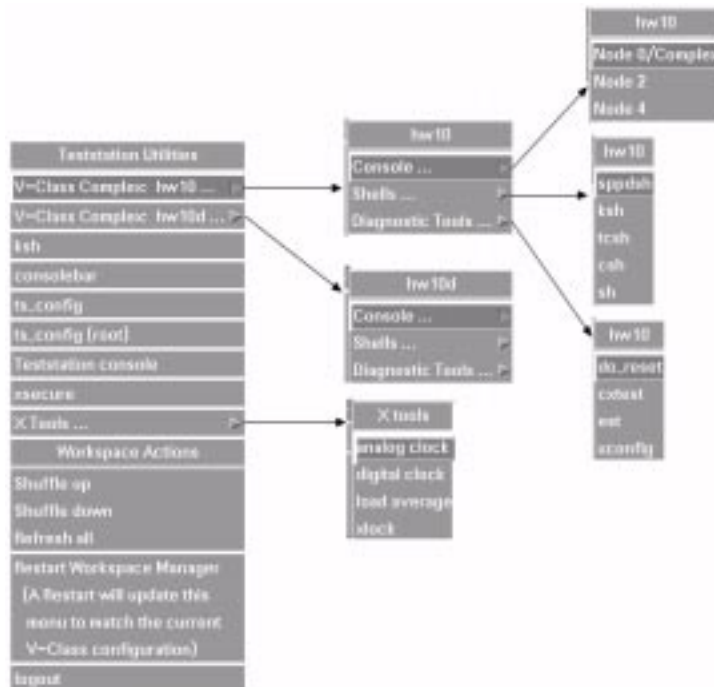 Teststation Utilities
V-Class Complex: hw10 ...
V-Class Complex: hw10d ...
ksh
consolebar
ts_config
ts_config (root)
Teststation console
xsecure
X Tools ...
Workspace Actions
Shuffle up
Shuffle down
Refresh all
Restart Workspace Manager
(A Restart will update this
menu to match the current
V-Class configuration)
logout
hw10
Console ...
Shells ...
Diagnostic Tools ...
hw10d
Console ...
Shells ...
Diagnostic Tools ...
X tools
analog clock
digital clock
load average
xlock
hw10
Node 0/Complex
Node 2
Node 4
hw10
sppdsh
ksh
tcsh
csh
sh
hw10
do_reset
cxtest
est
xconfig